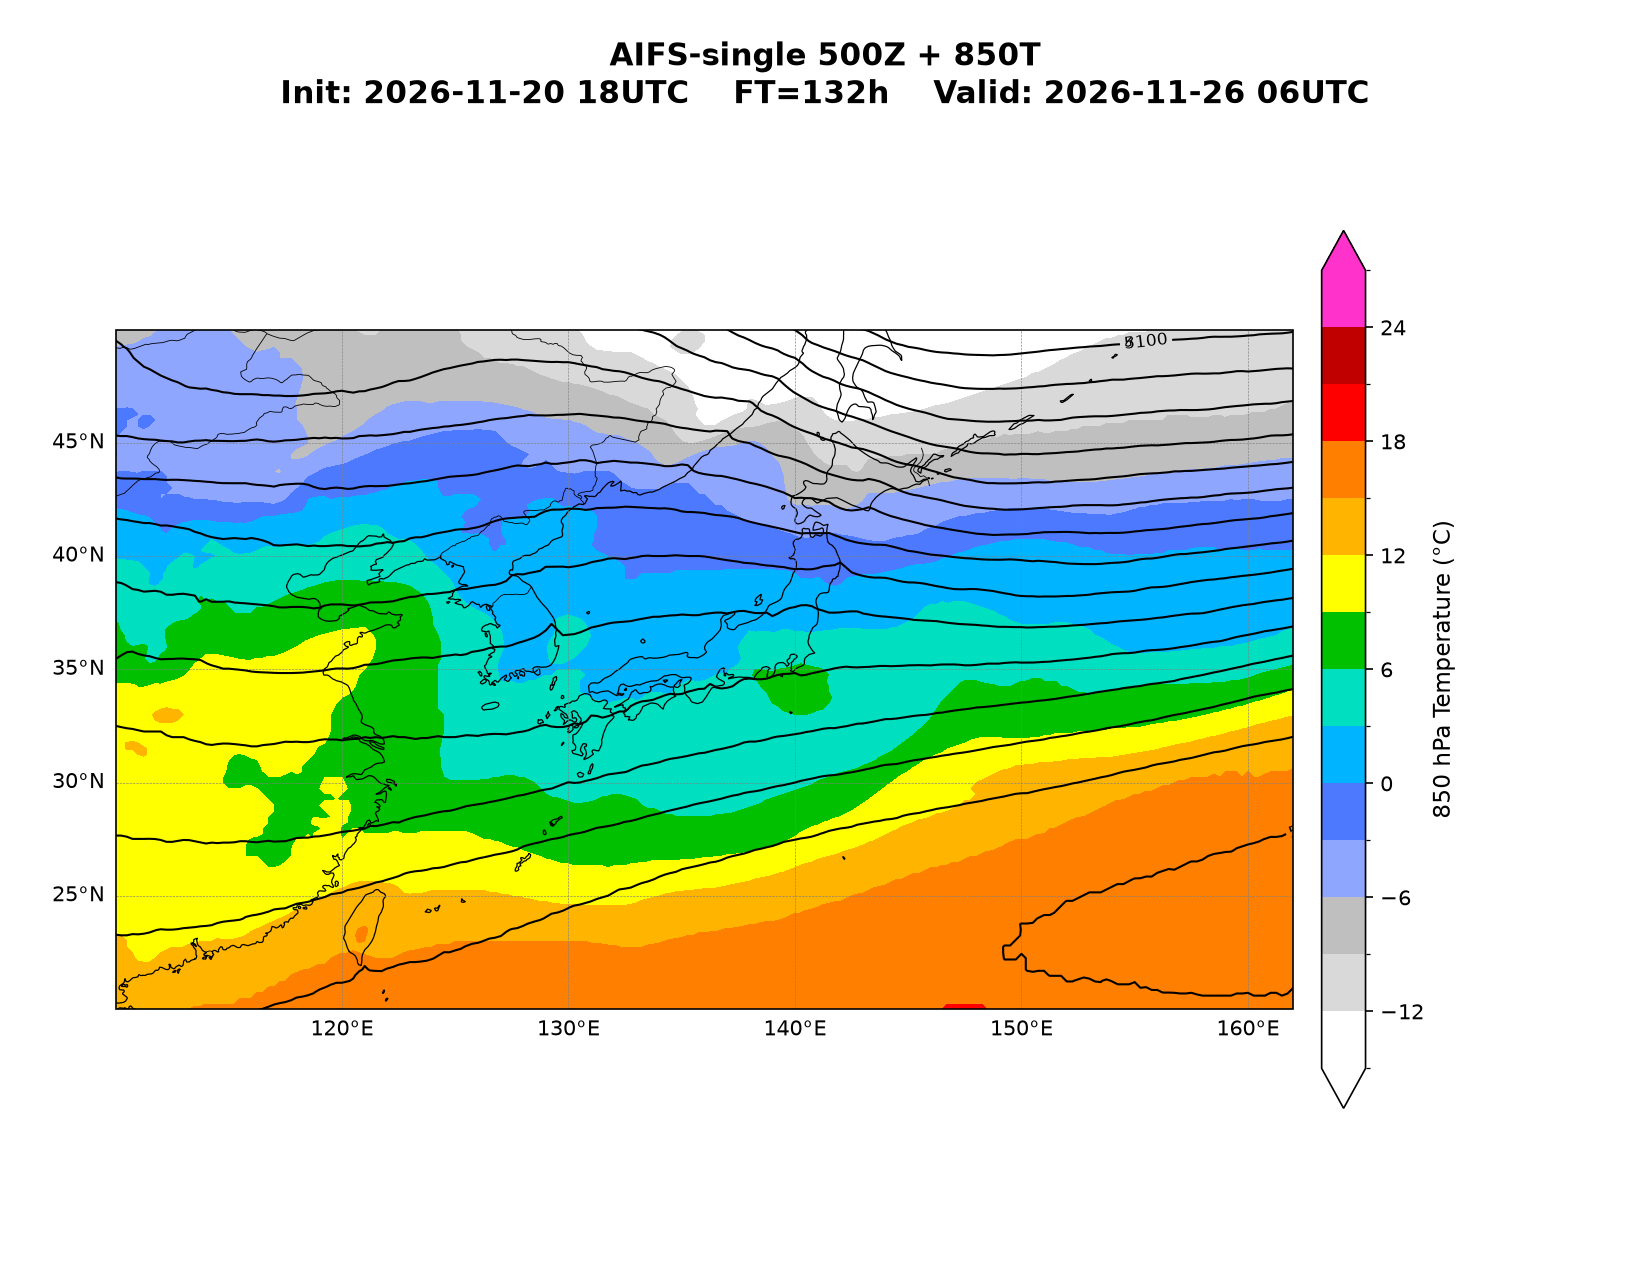 AIFS-single 500Z + 850T
Init: 2026-11-20 18UTC    FT=132h    Valid: 2026-11-26 06UTC
45°N
40°N
35°N
30°N
25°N
120°E
130°E
140°E
150°E
160°E
24
18
12
6
0
−6
−12
850 hPa Temperature (°C)